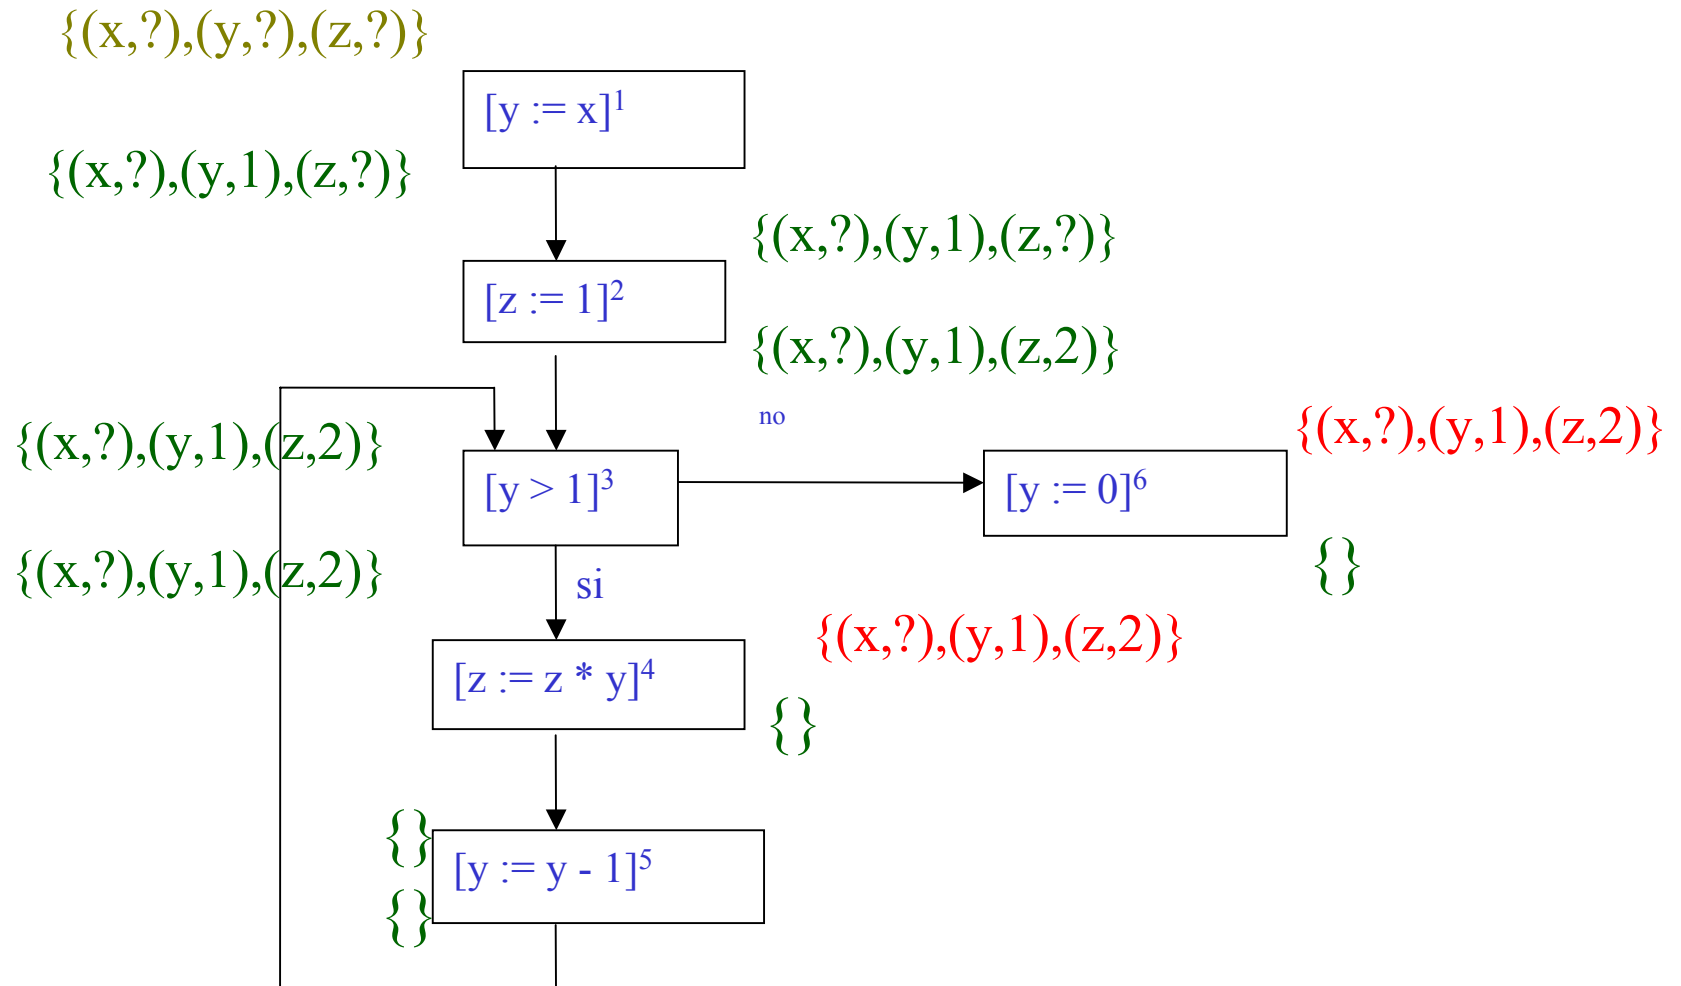 {(x,?),(y,?),(z,?)}
[y := x]1
{(x,?),(y,1),(z,?)}
{(x,?),(y,1),(z,?)}
[z := 1]2
{(x,?),(y,1),(z,2)}
no
{(x,?),(y,1),(z,2)}
{(x,?),(y,1),(z,2)}
[y > 1]3
[y := 0]6
{(x,?),(y,1),(z,2)}
si
{}
{(x,?),(y,1),(z,2)}
[z := z * y]4
{}
{}
[y := y - 1]5
{}